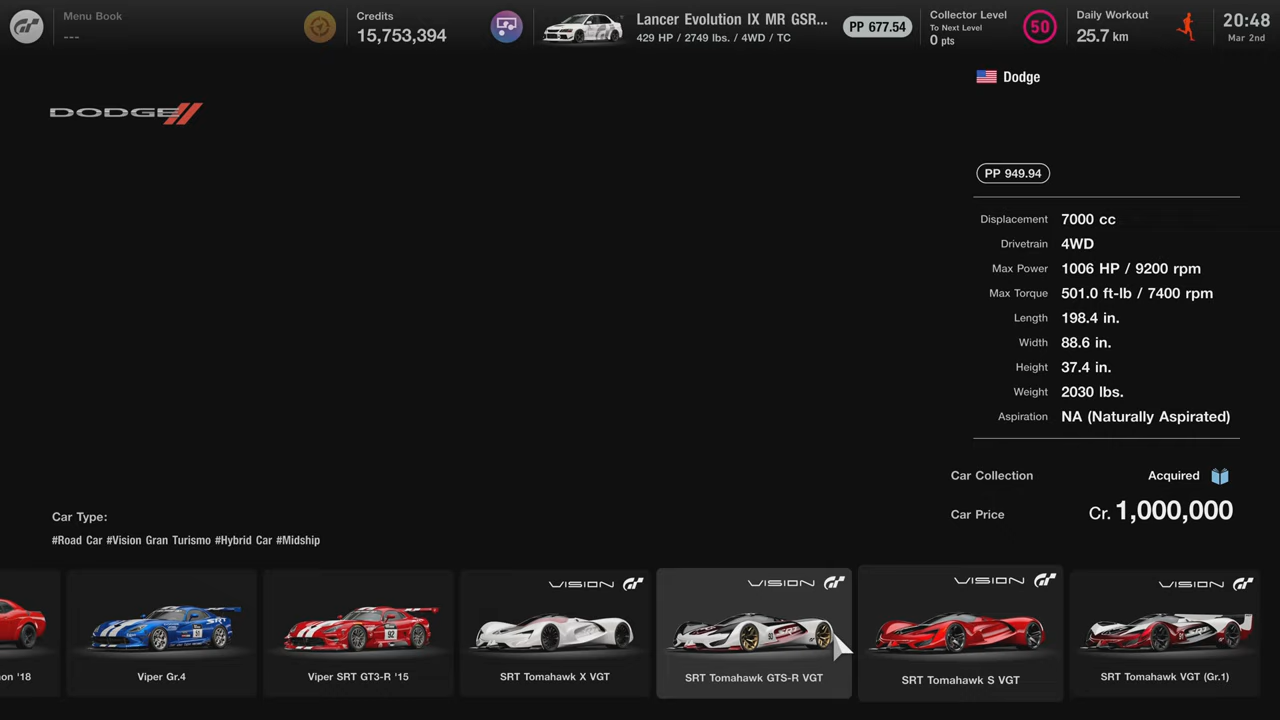 Menu Book
---
Credits
15,753,394
Lancer Evolution IX MR GSR...
429 HP / 2749 lbs. / 4WD / TC
PP 677.54
Collector Level
To Next Level
0 pts
50
Daily Workout
25.7 km
20:48
Mar 2nd
DODGE
Dodge
PP 949.94
Displacement 7000 cc
Drivetrain 4WD
Max Power 1006 HP / 9200 rpm
Max Torque 501.0 ft-lb / 7400 rpm
Length 198.4 in.
Width 88.6 in.
Height 37.4 in.
Weight 2030 lbs.
Aspiration NA (Naturally Aspirated)
Car Collection Acquired
Car Price Cr. 1,000,000
Car Type:
#Road Car #Vision Gran Turismo #Hybrid Car #Midship
VISION GT
VISION GT
VISION GT
VISION GT
on '18
Viper Gr.4
Viper SRT GT3-R '15
SRT Tomahawk X VGT
SRT Tomahawk GTS-R VGT
SRT Tomahawk S VGT
SRT Tomahawk VGT (Gr.1)